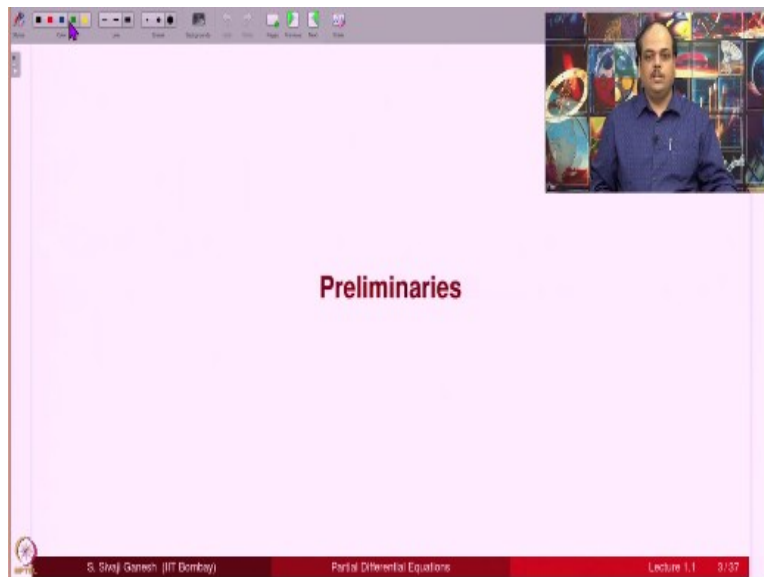 Preliminaries
S. Sivaji Ganesh (IIT Bombay) Partial Differential Equations Lecture 1.1 3/37